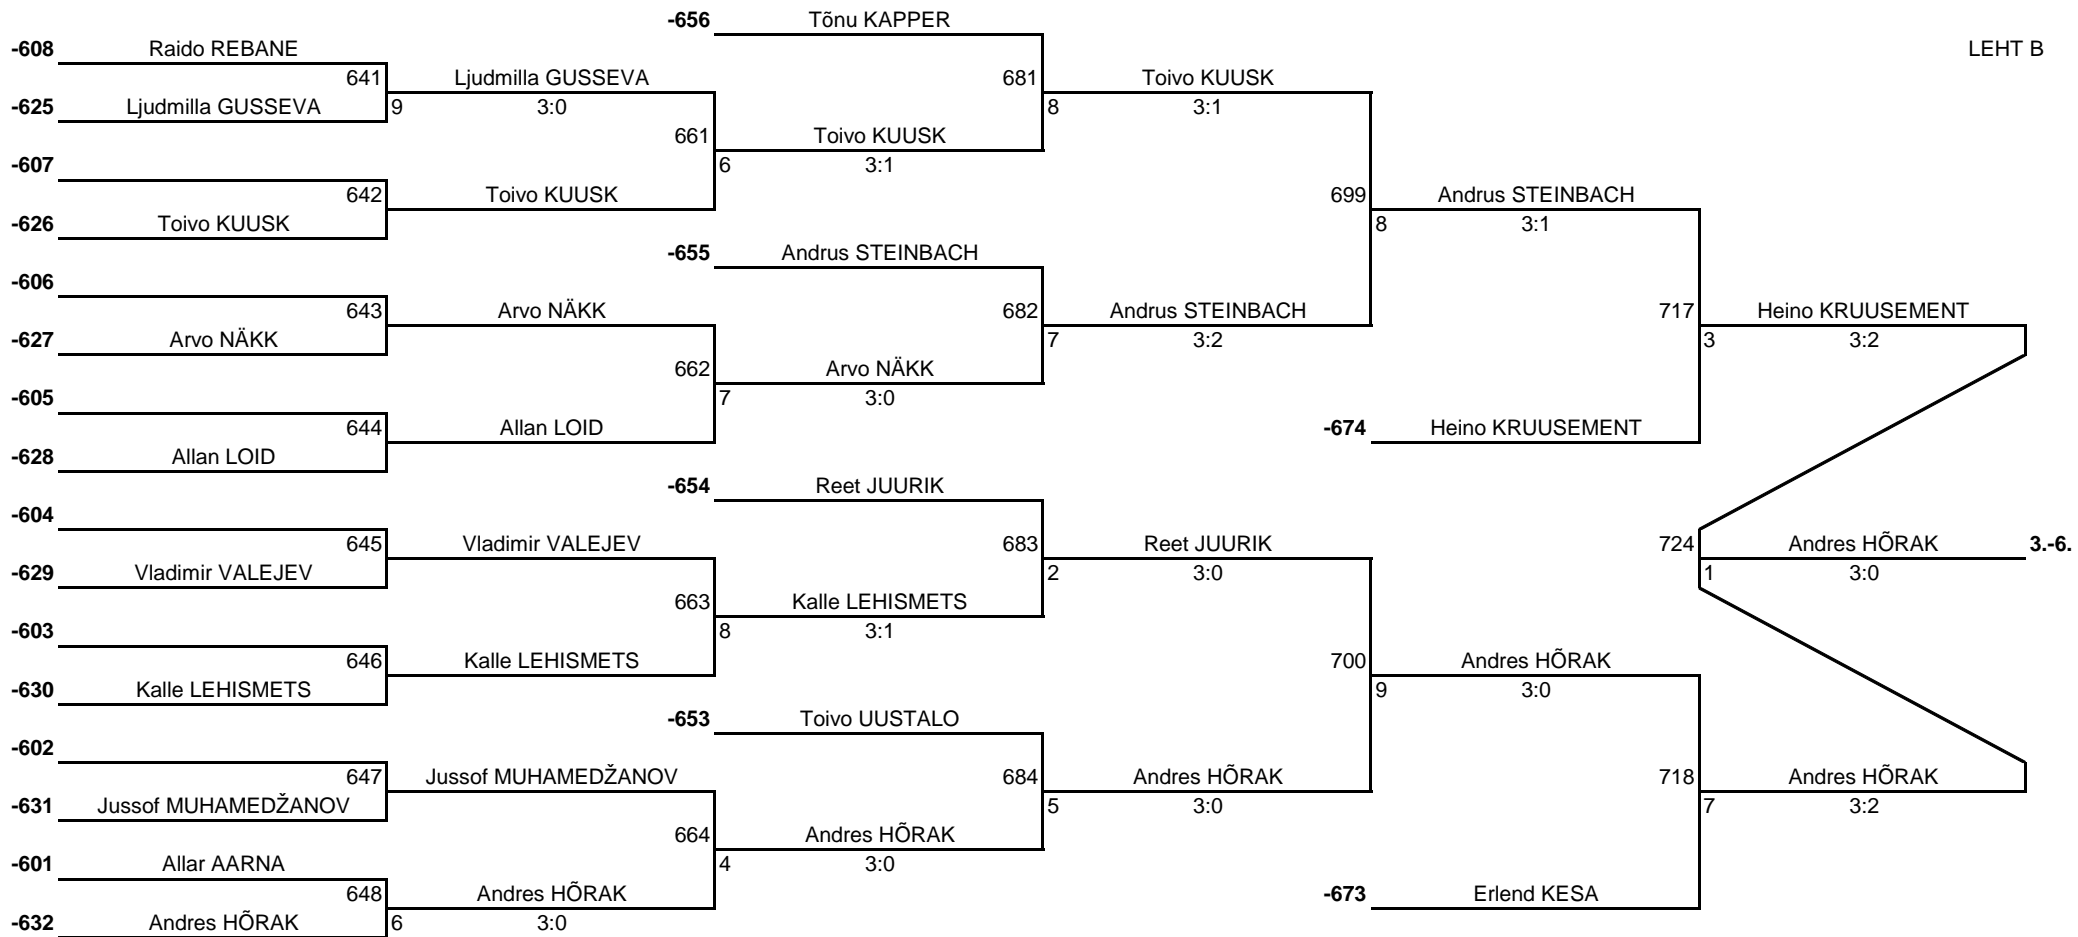 -656 Tõnu KAPPER
-608 Raido REBANE LEHT B
641 Ljudmilla GUSSEVA 681 Toivo KUUSK
-625 Ljudmilla GUSSEVA 9 3:0 8 3:1
-607 661 Toivo KUUSK
6 3:1
642 Toivo KUUSK 699 Andrus STEINBACH
-626 Toivo KUUSK 8 3:1
-655 Andrus STEINBACH
-606
643 Arvo NÄKK 682 Andrus STEINBACH 717 Heino KRUUSEMENT
-627 Arvo NÄKK 7 3:2 3 3:2
662 Arvo NÄKK
-605 7 3:0
644 Allan LOID -674 Heino KRUUSEMENT
-628 Allan LOID
-654 Reet JUURIK
-604
645 Vladimir VALEJEV 683 Reet JUURIK 724 Andres HÕRAK 3.-6.
-629 Vladimir VALEJEV 2 3:0 1 3:0
663 Kalle LEHISMETS
-603 8 3:1
646 Kalle LEHISMETS 700 Andres HÕRAK
-630 Kalle LEHISMETS 9 3:0
-653 Toivo UUSTALO
-602
647 Jussof MUHAMEDŽANOV 684 Andres HÕRAK 718 Andres HÕRAK
-631 Jussof MUHAMEDŽANOV 5 3:0 7 3:2
664 Andres HÕRAK
-601 Allar AARNA 4 3:0
648 Andres HÕRAK -673 Erlend KESA
-632 Andres HÕRAK 6 3:0